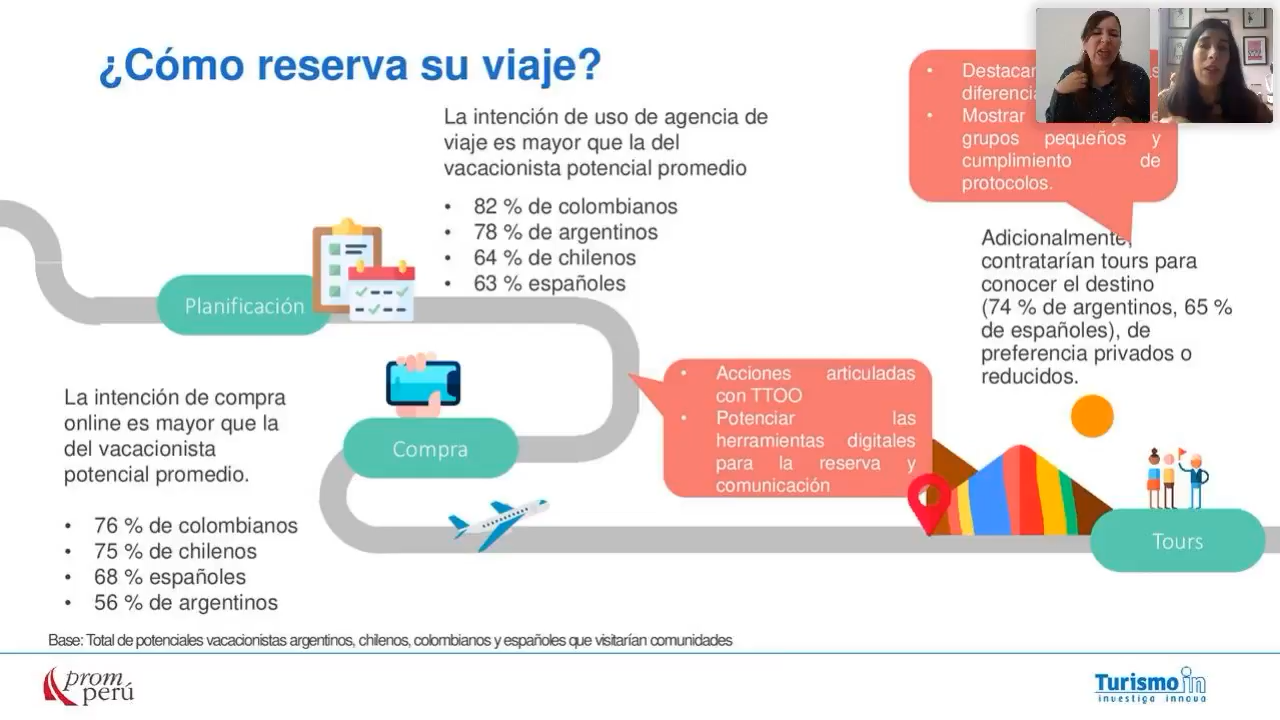 ¿Cómo reserva su viaje?
La intención de uso de agencia de
viaje es mayor que la del
vacacionista potencial promedio
• 82 % de colombianos
• 78 % de argentinos
• 64 % de chilenos
• 63 % españoles
• Destacar
• Mostrar
grupos pequeños y
cumplimiento de
protocolos.
Adicionalmente,
contratarían tours para
conocer el destino
(74 % de argentinos, 65 %
de españoles), de
preferencia privados o
reducidos.
Planificación
• Acciones articuladas
con TTOO
• Potenciar las
herramientas digitales
para la reserva y
comunicación
Compra
La intención de compra
online es mayor que la
del vacacionista
potencial promedio.
• 76 % de colombianos
• 75 % de chilenos
• 68 % españoles
• 56 % de argentinos
Tours
Base: Total de potenciales vacacionistas argentinos, chilenos, colombianos y españoles que visitarían comunidades
prom
perú
Turismo in
investiga innova